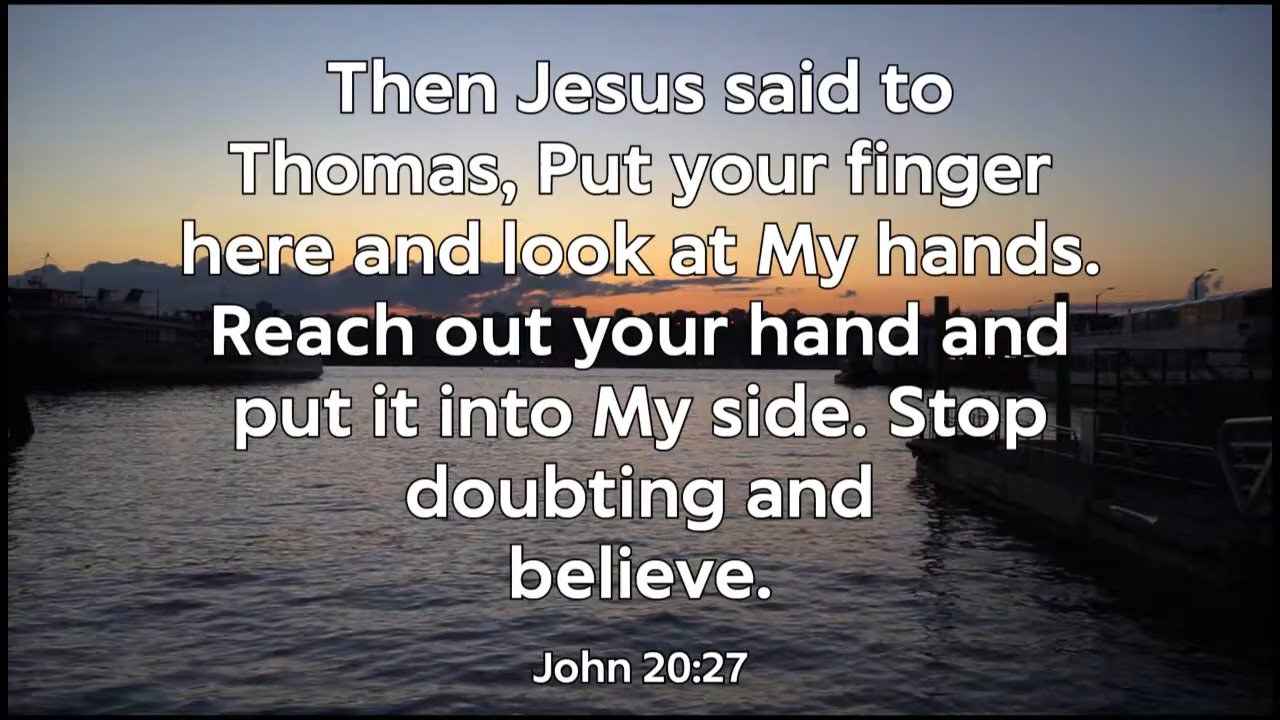 Then Jesus said to
Thomas, Put your finger
here and look at My hands.
Reach out your hand and
put it into My side. Stop
doubting and
believe.
John 20:27